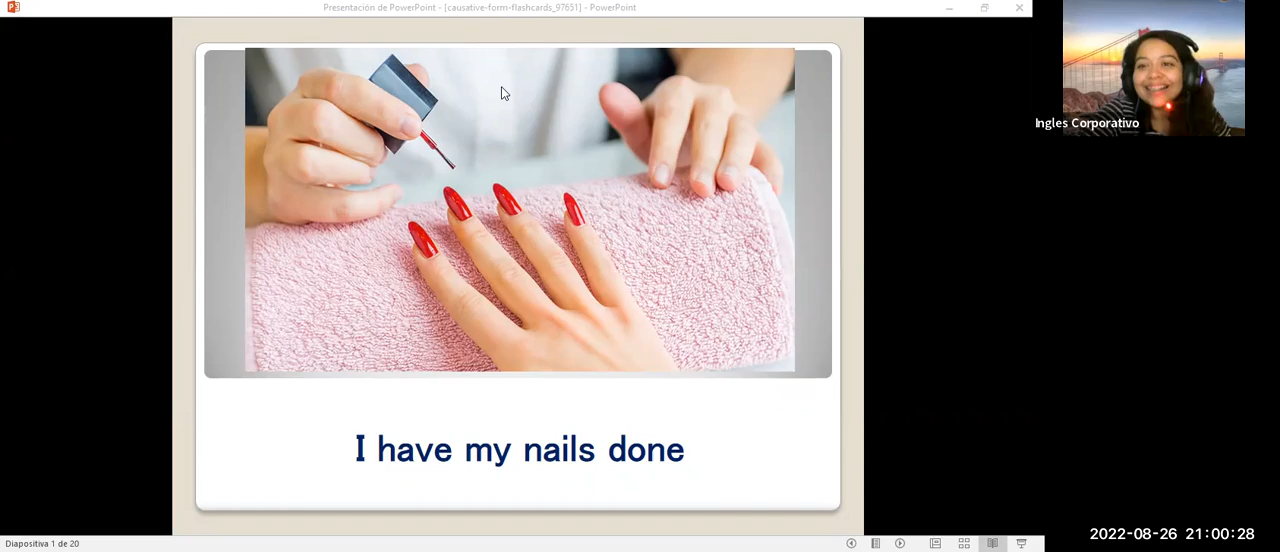 Presentación de PowerPoint - [causative-form-flashcards_97651] - PowerPoint
Ingles Corporativo
I have my nails done
2022-08-26 21:00:28
Diapositiva 1 de 20